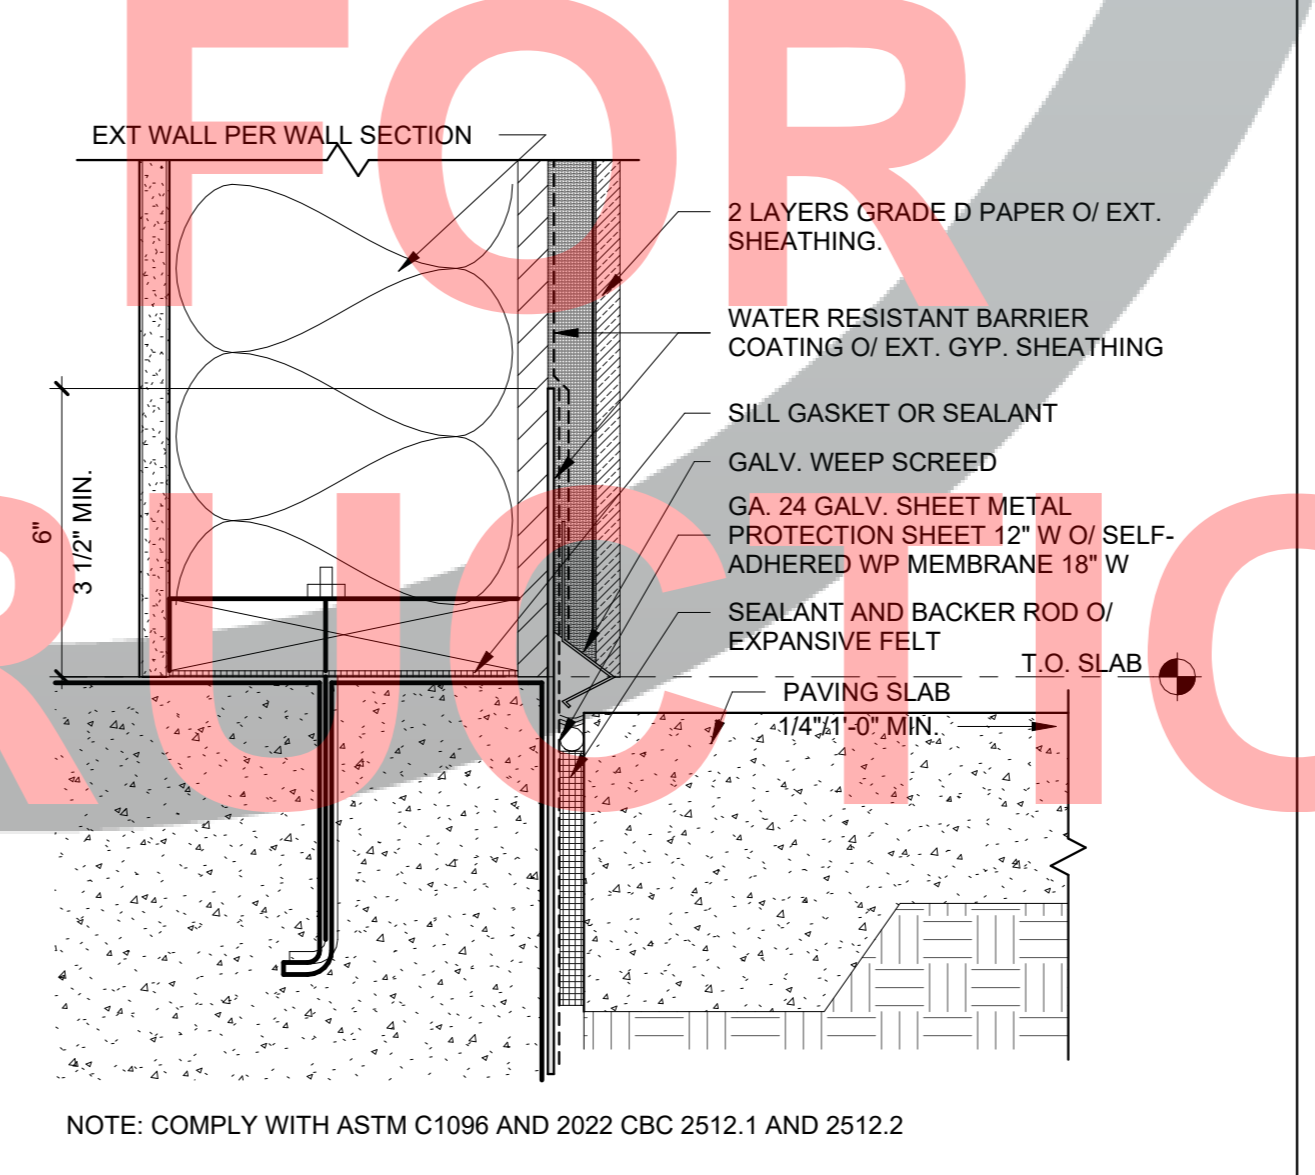 FOR
EXT WALL PER WALL SECTION
2 LAYERS GRADE D PAPER O/ EXT.
SHEATHING.
WATER RESISTANT BARRIER
COATING O/ EXT. GYP. SHEATHING
SILL GASKET OR SEALANT
GALV. WEEP SCREED
GA. 24 GALV. SHEET METAL
PROTECTION SHEET 12" W O/ SELF-
ADHERED WP MEMBRANE 18" W
6"
3 1/2" MIN.
RUCTIO
SEALANT AND BACKER ROD O/
EXPANSIVE FELT
T.O. SLAB
PAVING SLAB
1/4"/1'-0" MIN.
NOTE: COMPLY WITH ASTM C1096 AND 2022 CBC 2512.1 AND 2512.2